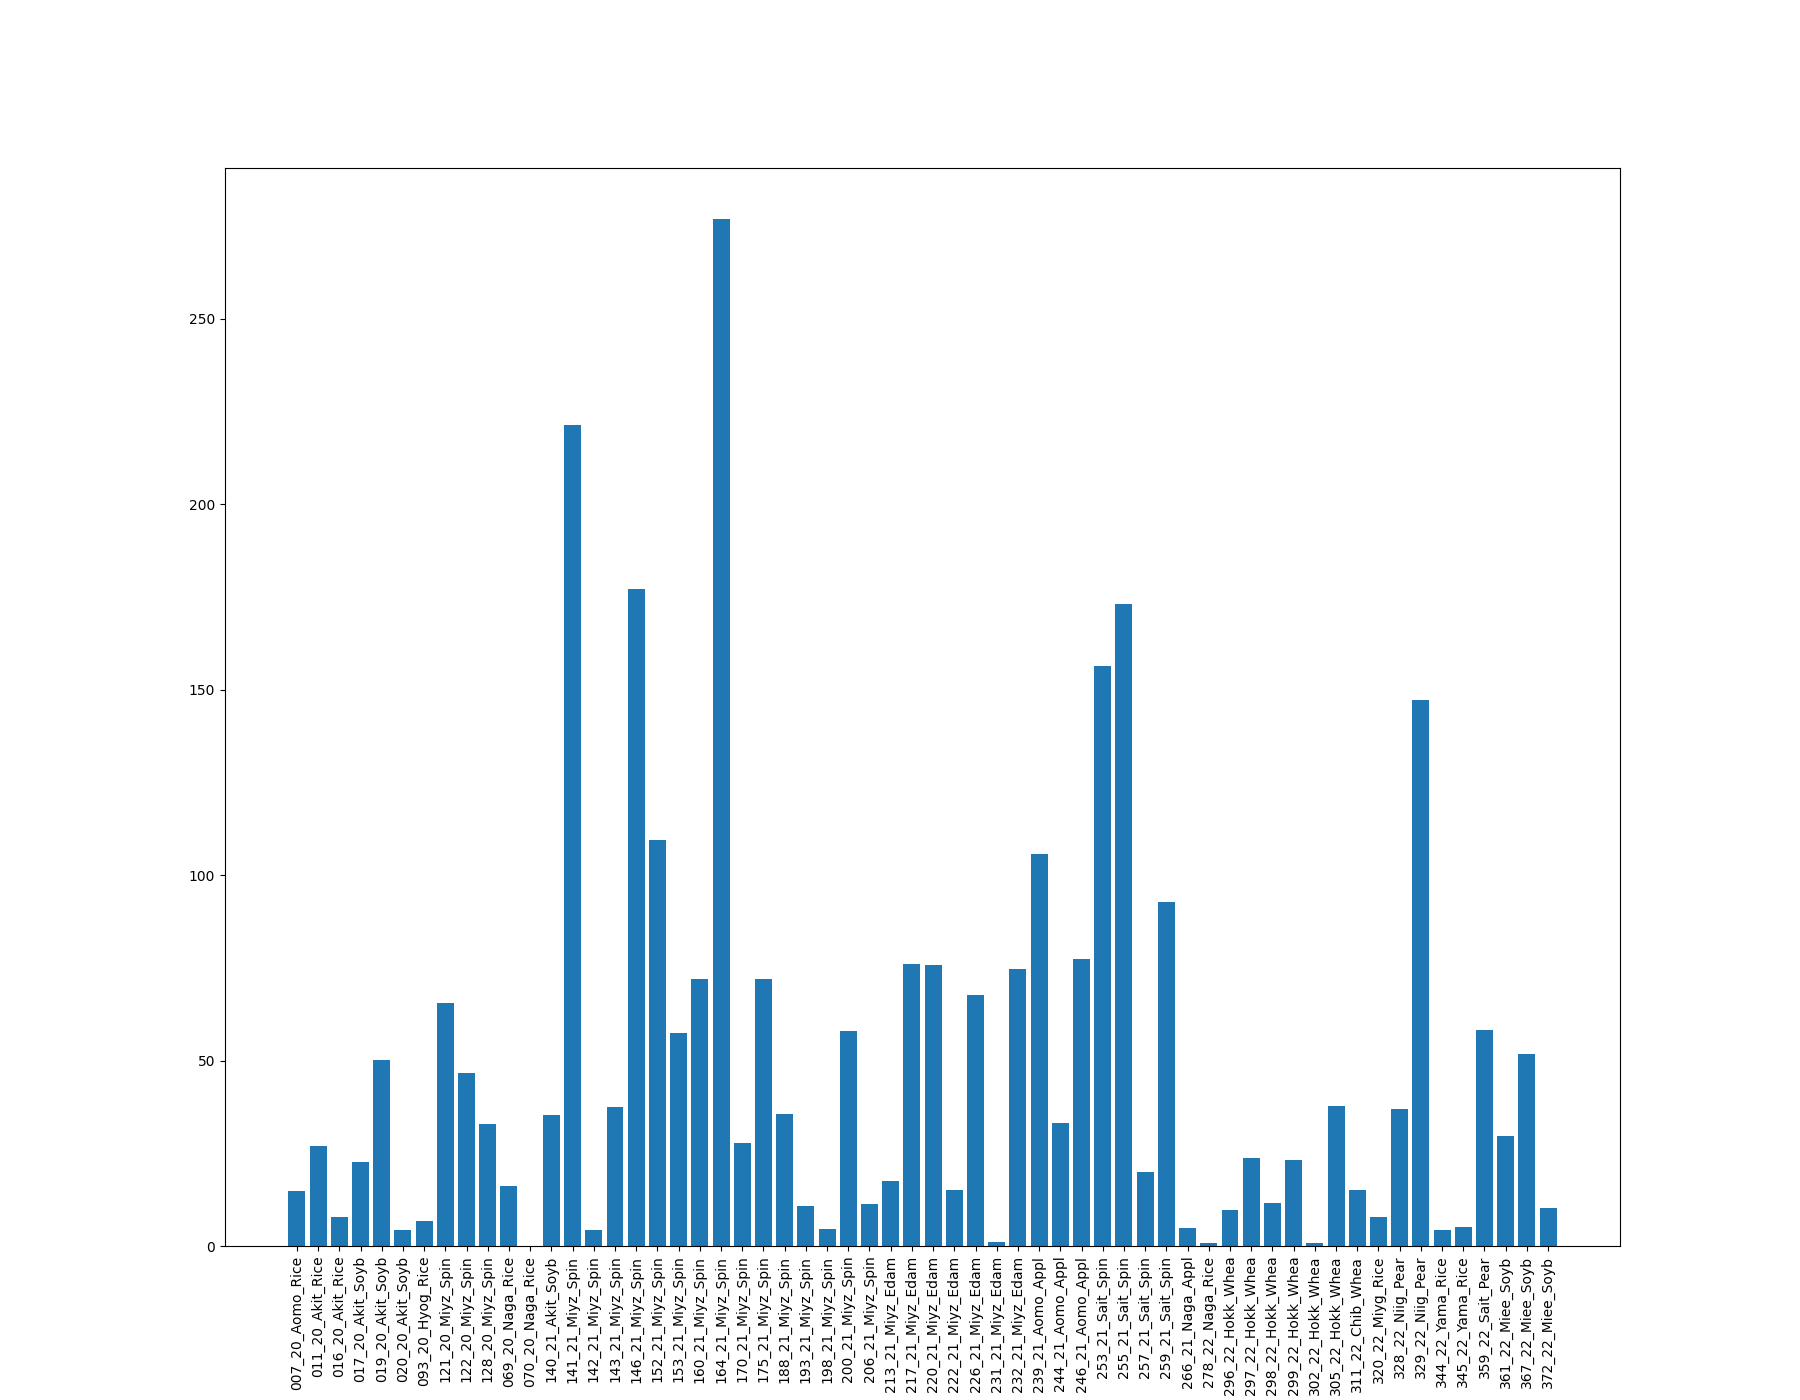 250
200
150
100
50
0
007_20_Aomo_Rice
011_20_Akit_Rice
016_20_Akit_Rice
017_20_Akit_Soyb
019_20_Akit_Soyb
020_20_Akit_Soyb
093_20_Hyog_Rice
121_20_Miyz_Spin
122_20_Miyz_Spin
128_20_Miyz_Spin
069_20_Naga_Rice
070_20_Naga_Rice
140_21_Akit_Soyb
141_21_Miyz_Spin
142_21_Miyz_Spin
143_21_Miyz_Spin
146_21_Miyz_Spin
152_21_Miyz_Spin
153_21_Miyz_Spin
160_21_Miyz_Spin
164_21_Miyz_Spin
170_21_Miyz_Spin
175_21_Miyz_Spin
188_21_Miyz_Spin
193_21_Miyz_Spin
198_21_Miyz_Spin
200_21_Miyz_Spin
206_21_Miyz_Spin
213_21_Miyz_Edam
217_21_Miyz_Edam
220_21_Miyz_Edam
222_21_Miyz_Edam
226_21_Miyz_Edam
231_21_Miyz_Edam
232_21_Miyz_Edam
239_21_Aomo_Appl
244_21_Aomo_Appl
246_21_Aomo_Appl
253_21_Sait_Spin
255_21_Sait_Spin
257_21_Sait_Spin
259_21_Sait_Spin
266_21_Naga_Appl
278_22_Naga_Rice
296_22_Hokk_Whea
297_22_Hokk_Whea
298_22_Hokk_Whea
299_22_Hokk_Whea
302_22_Hokk_Whea
305_22_Hokk_Whea
311_22_Chib_Whea
320_22_Miyg_Rice
328_22_Niig_Pear
329_22_Niig_Pear
344_22_Yama_Rice
345_22_Yama_Rice
359_22_Sait_Pear
361_22_Miee_Soyb
367_22_Miee_Soyb
372_22_Miee_Soyb